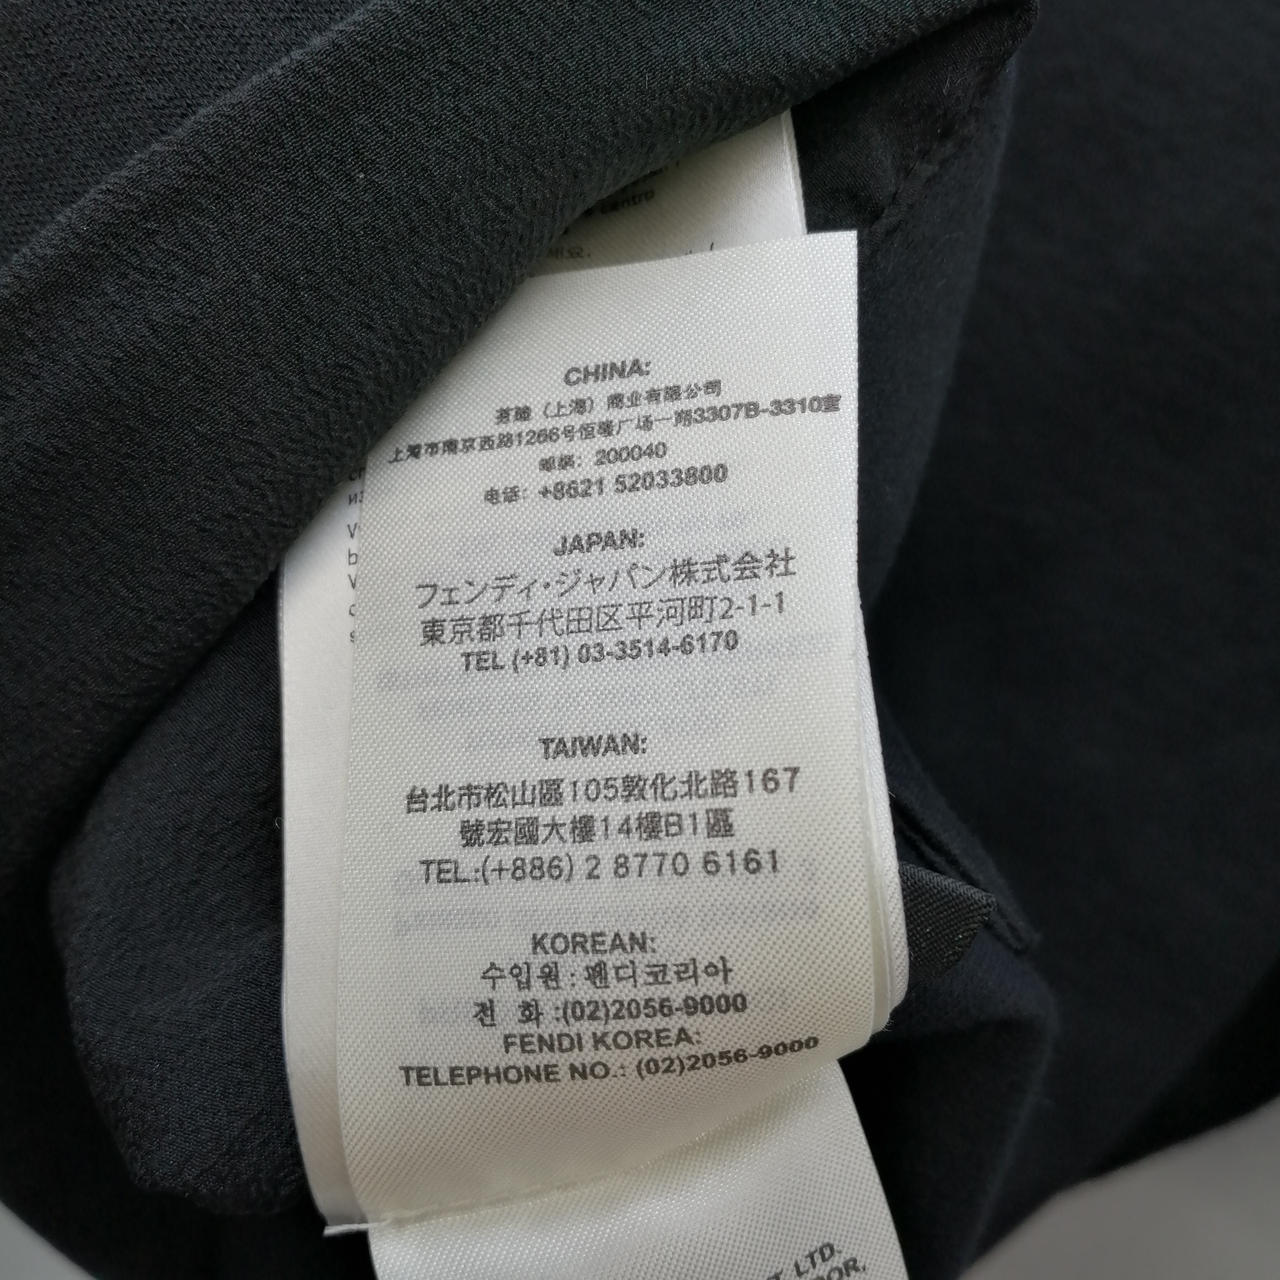 Centro
세요.
CHINA:
芬迪（上海）商业有限公司
上海市南京西路1266号恒隆广场一期3307B-3310室
邮编：200040
电话：+8621 52033800
JAPAN:
フェンディ・ジャパン株式会社
東京都千代田区平河町2-1-1
TEL (+81) 03-3514-6170
TAIWAN:
台北市松山區105敦化北路167
號宏國大樓14樓B1區
TEL.:(+886) 2 8770 6161
KOREAN:
수입원 : 펜디코리아
전 화 :(02)2056-9000
FENDI KOREA:
TELEPHONE NO.: (02)2056-9000
LTD.